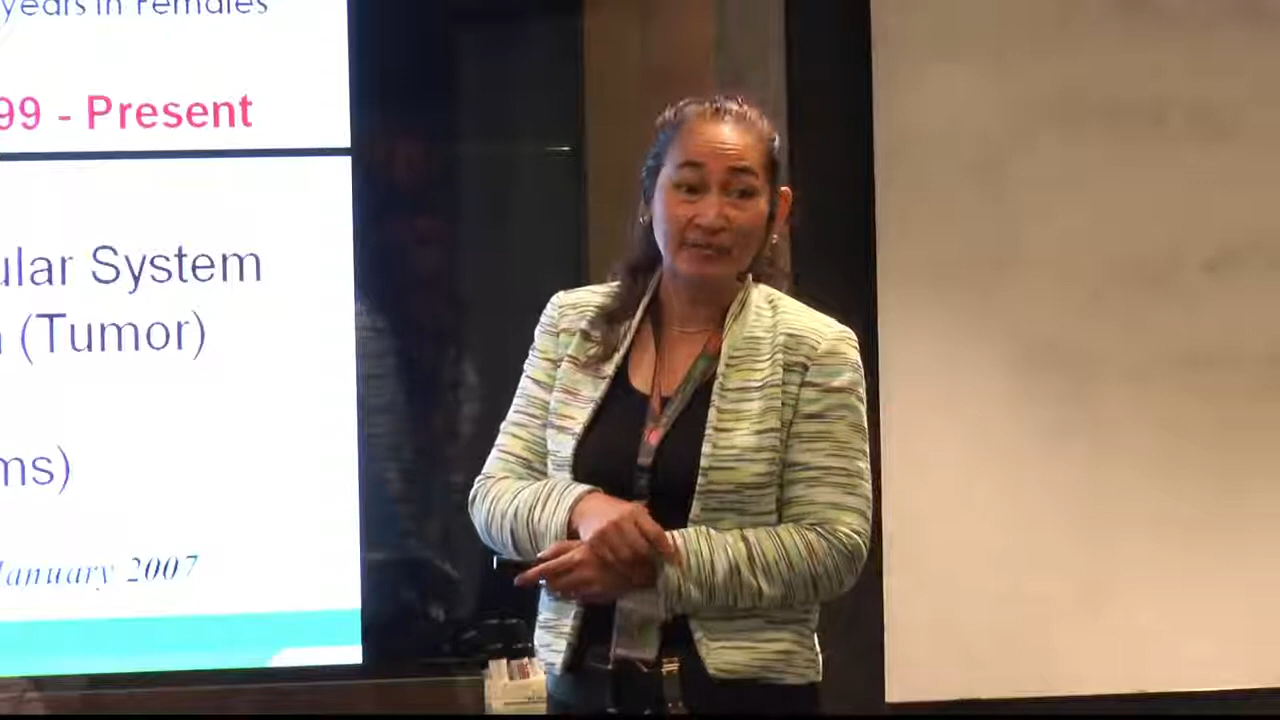 years in Females
99 - Present
ular System
(Tumor)
ms)
January 2007